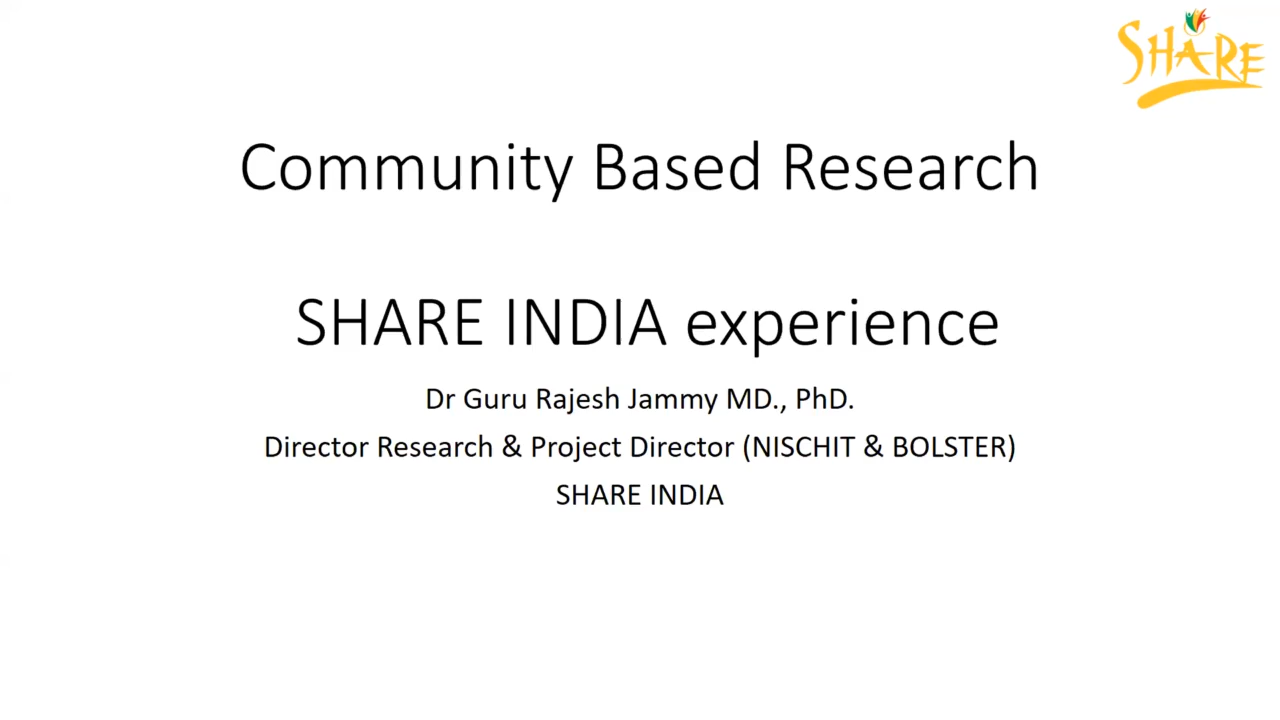 SHARE
Community Based Research
SHARE INDIA experience
Dr Guru Rajesh Jammy MD., PhD.
Director Research & Project Director (NISCHIT & BOLSTER)
SHARE INDIA